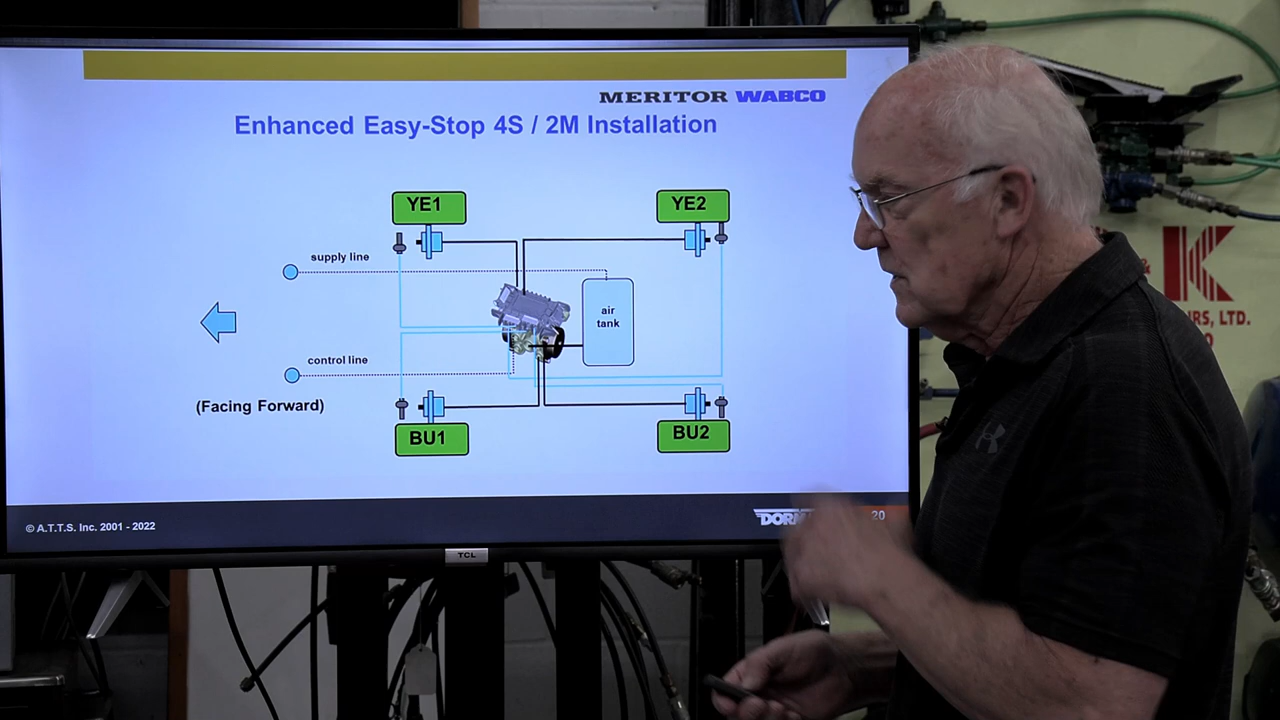 MERITOR WABCO
Enhanced Easy-Stop 4S / 2M Installation
YE1
YE2
supply line
air
tank
control line
(Facing Forward)
BU1
BU2
© A.T.T.S. Inc. 2001 - 2022
20
TCL
&
K
LTD.